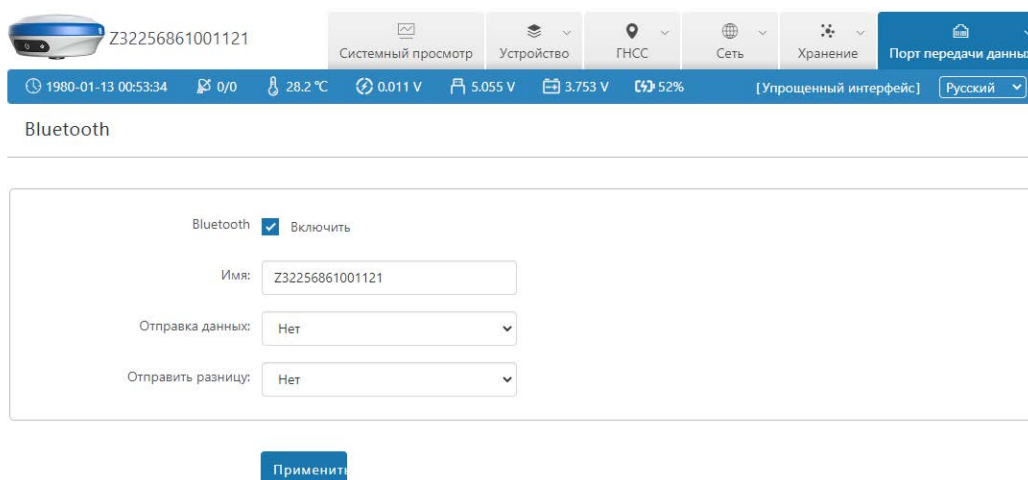 Z32256861001121
Системный просмотр
Устройство
ГНСС
Сеть
Хранение
Порт передачи данных
1980-01-13 00:53:34 0/0 28.2 ℃ 0.011 V 5.055 V 3.753 V 52% [Упрощенный интерфейс] Русский
Bluetooth
Bluetooth Включить
Имя: Z32256861001121
Отправка данных: Нет
Отправить разницу: Нет
Применить